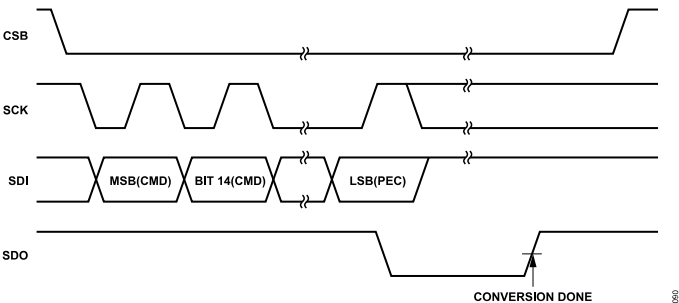 CSB
SCK
SDI
MSB(CMD)
BIT 14(CMD)
LSB(PEC)
SDO
CONVERSION DONE
090